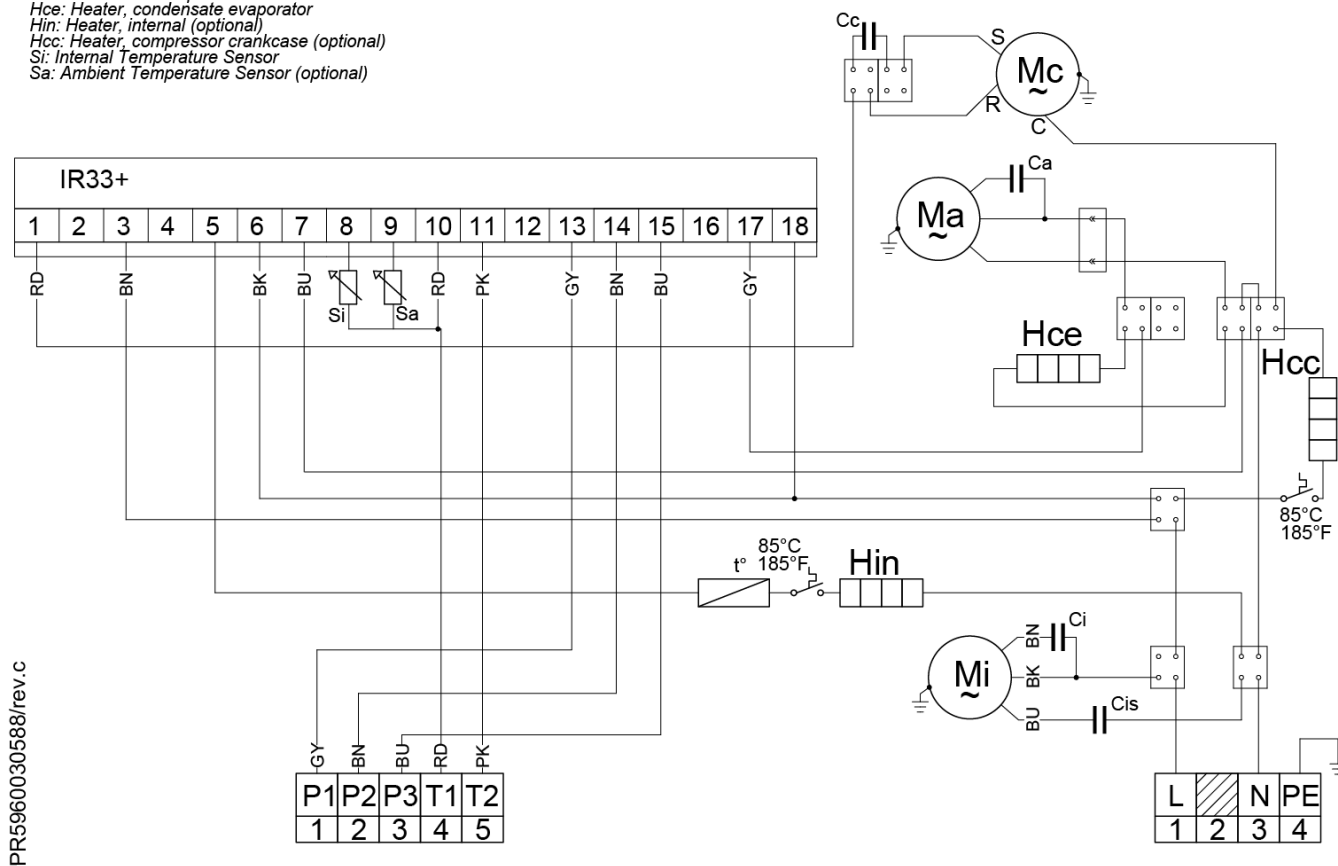 Hce: Heater, condensate evaporator
Hin: Heater, internal (optional)
Hcc: Heater, compressor crankcase (optional)
Si: Internal Temperature Sensor
Sa: Ambient Temperature Sensor (optional)
Cc
S
Mc
~
R
C
IR33+
Ca
Ma
~
1 2 3 4 5 6 7 8 9 10 11 12 13 14 15 16 17 18
RD BN BK BU RD PK GY BN BU GY
Si Sa
Hce
Hcc
85°C
185°F
85°C
t° 185°F
Hin
BN Ci
Mi
~
BK
BU Cis
GY BN BU RD PK
P1 P2 P3 T1 T2
1 2 3 4 5
L N PE
1 2 3 4
PR5960030588/rev.c